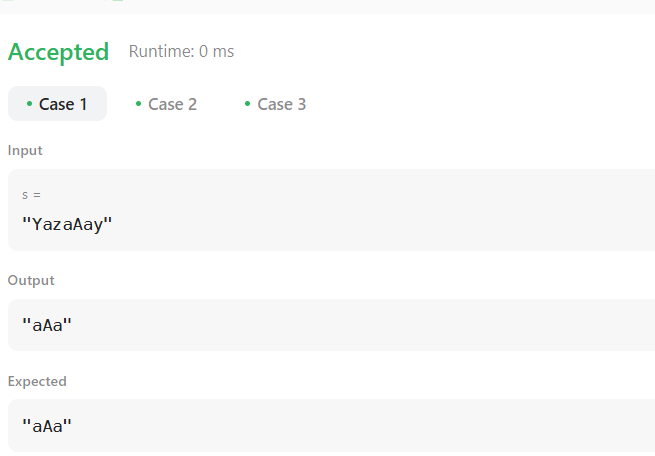 Accepted Runtime: 0 ms
• Case 1 • Case 2 • Case 3
Input
s =
"YazaAay"
Output
"aAa"
Expected
"aAa"